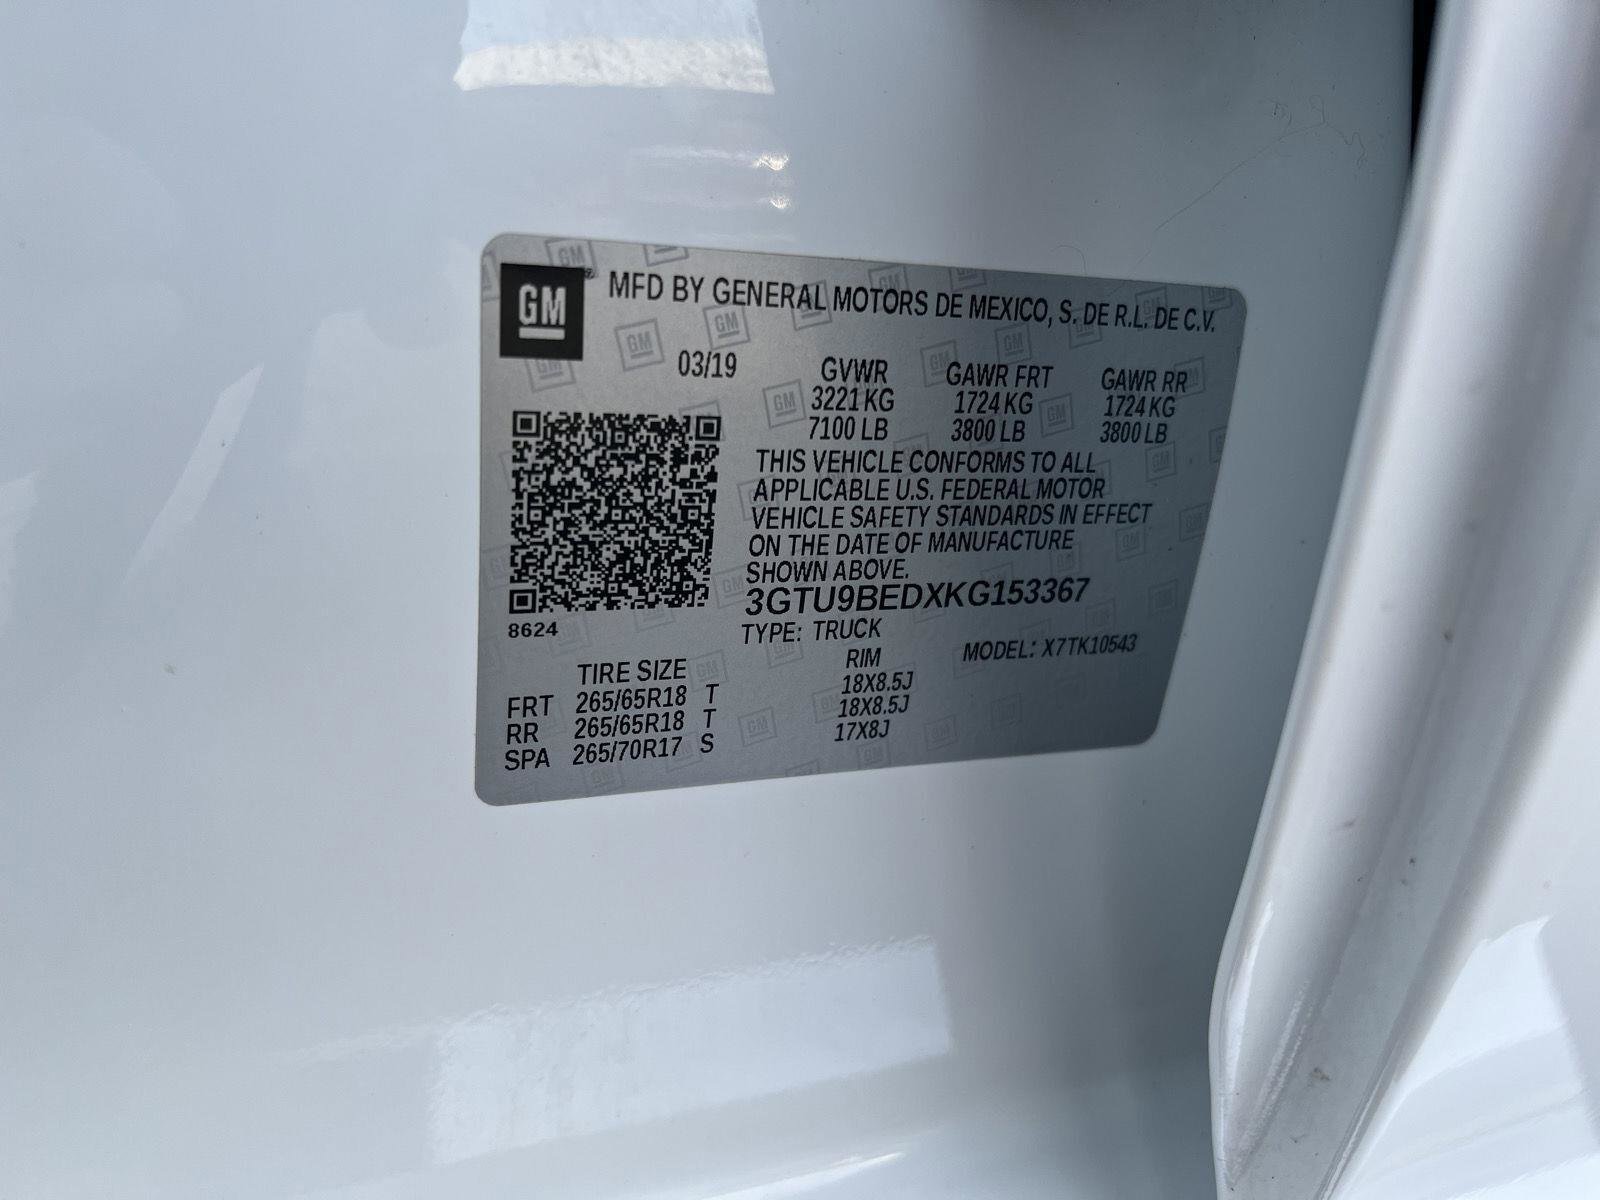 GM
MFD BY GENERAL MOTORS DE MEXICO, S. DE R.L. DE C.V.
03/19 GVWR GAWR FRT GAWR RR
3221 KG 1724 KG 1724 KG
7100 LB 3800 LB 3800 LB
THIS VEHICLE CONFORMS TO ALL
APPLICABLE U.S. FEDERAL MOTOR
VEHICLE SAFETY STANDARDS IN EFFECT
ON THE DATE OF MANUFACTURE
SHOWN ABOVE.
3GTU9BEDXKG153367
8624
TYPE: TRUCK MODEL: X7TK10543
TIRE SIZE RIM
FRT 265/65R18 T 18X8.5J
RR 265/65R18 T 18X8.5J
SPA 265/70R17 S 17X8J